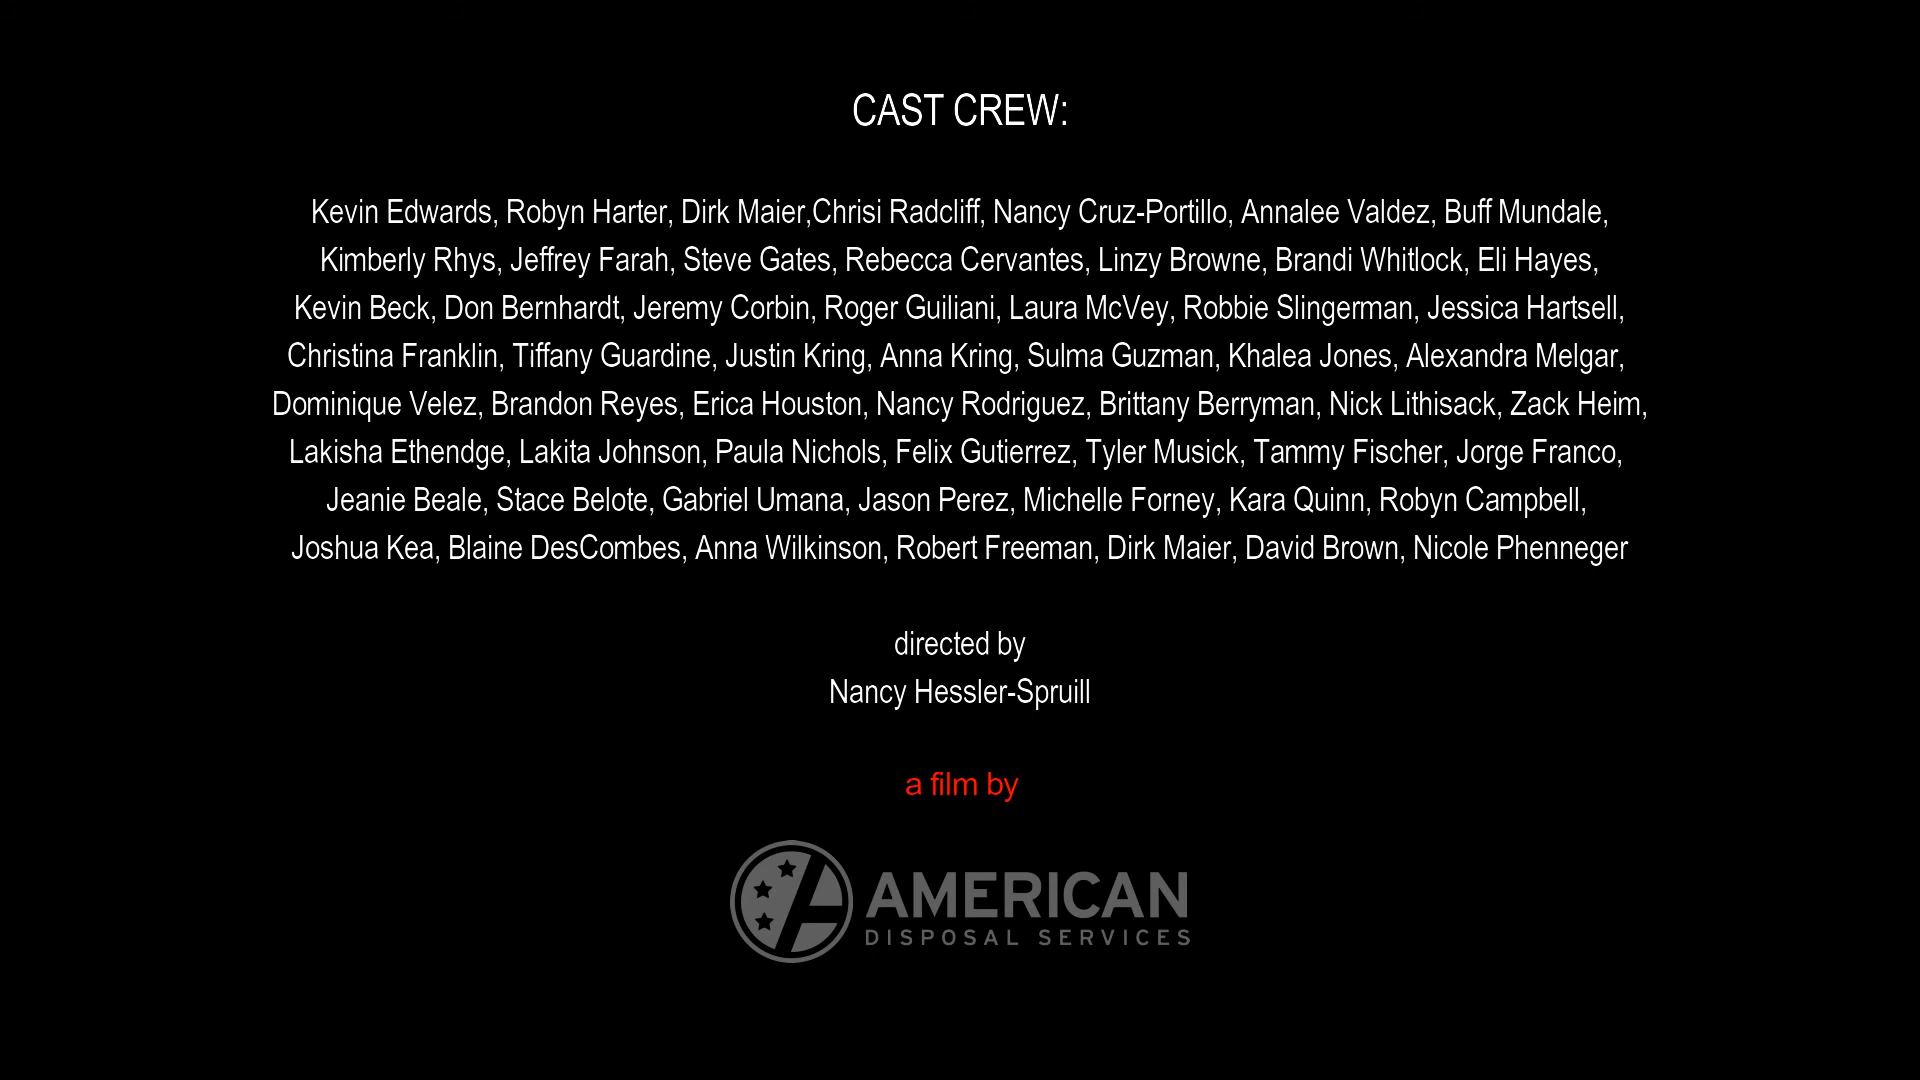 CAST CREW:
Kevin Edwards, Robyn Harter, Dirk Maier,Chrisi Radcliff, Nancy Cruz-Portillo, Annalee Valdez, Buff Mundale,
Kimberly Rhys, Jeffrey Farah, Steve Gates, Rebecca Cervantes, Linzy Browne, Brandi Whitlock, Eli Hayes,
Kevin Beck, Don Bernhardt, Jeremy Corbin, Roger Guiliani, Laura McVey, Robbie Slingerman, Jessica Hartsell,
Christina Franklin, Tiffany Guardine, Justin Kring, Anna Kring, Sulma Guzman, Khalea Jones, Alexandra Melgar,
Dominique Velez, Brandon Reyes, Erica Houston, Nancy Rodriguez, Brittany Berryman, Nick Lithisack, Zack Heim,
Lakisha Ethendge, Lakita Johnson, Paula Nichols, Felix Gutierrez, Tyler Musick, Tammy Fischer, Jorge Franco,
Jeanie Beale, Stace Belote, Gabriel Umana, Jason Perez, Michelle Forney, Kara Quinn, Robyn Campbell,
Joshua Kea, Blaine DesCombes, Anna Wilkinson, Robert Freeman, Dirk Maier, David Brown, Nicole Phenneger
directed by
Nancy Hessler-Spruill
a film by
AMERICAN
DISPOSAL SERVICES